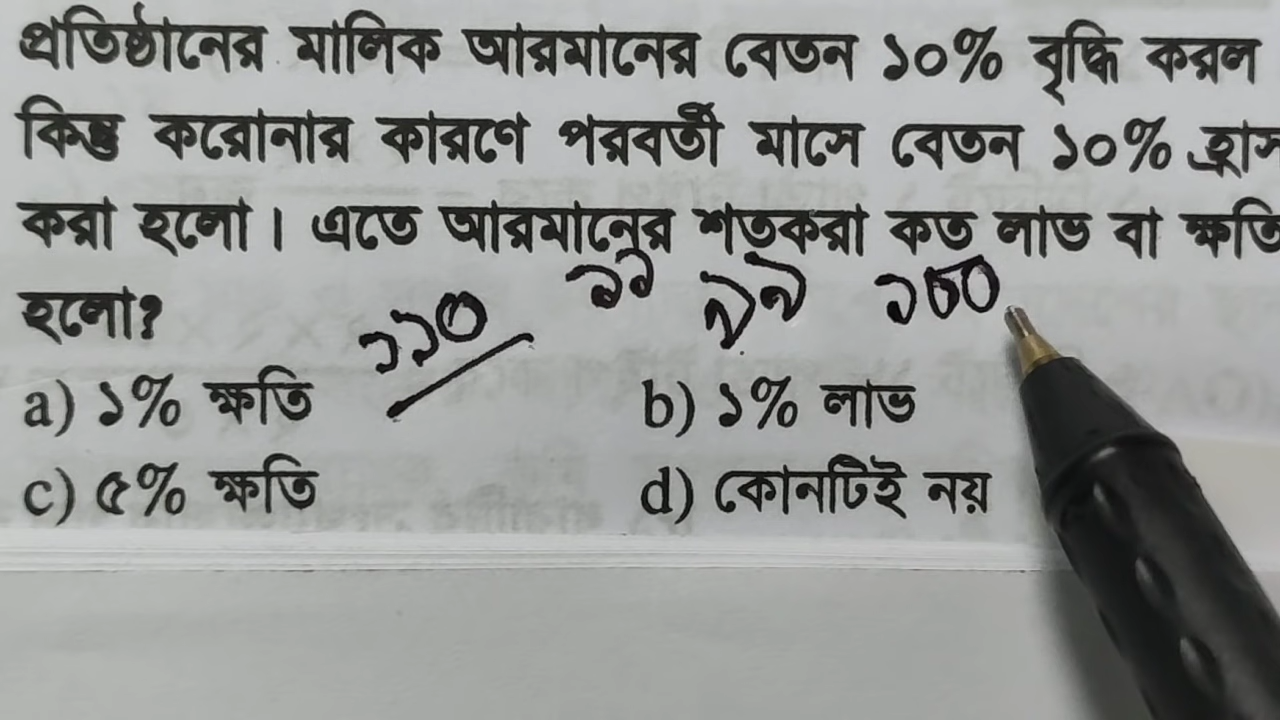 প্রতিষ্ঠানের মালিক আরমানের বেতন ১০% বৃদ্ধি করল
কিন্তু করোনার কারণে পরবর্তী মাসে বেতন ১০% হ্রাস
করা হলো। এতে আরমানের শতকরা কত লাভ বা ক্ষতি
হলো?
১১০ ১১ ৯৯ ১০০
a) ১% ক্ষতি b) ১% লাভ
c) ৫% ক্ষতি d) কোনটিই নয়